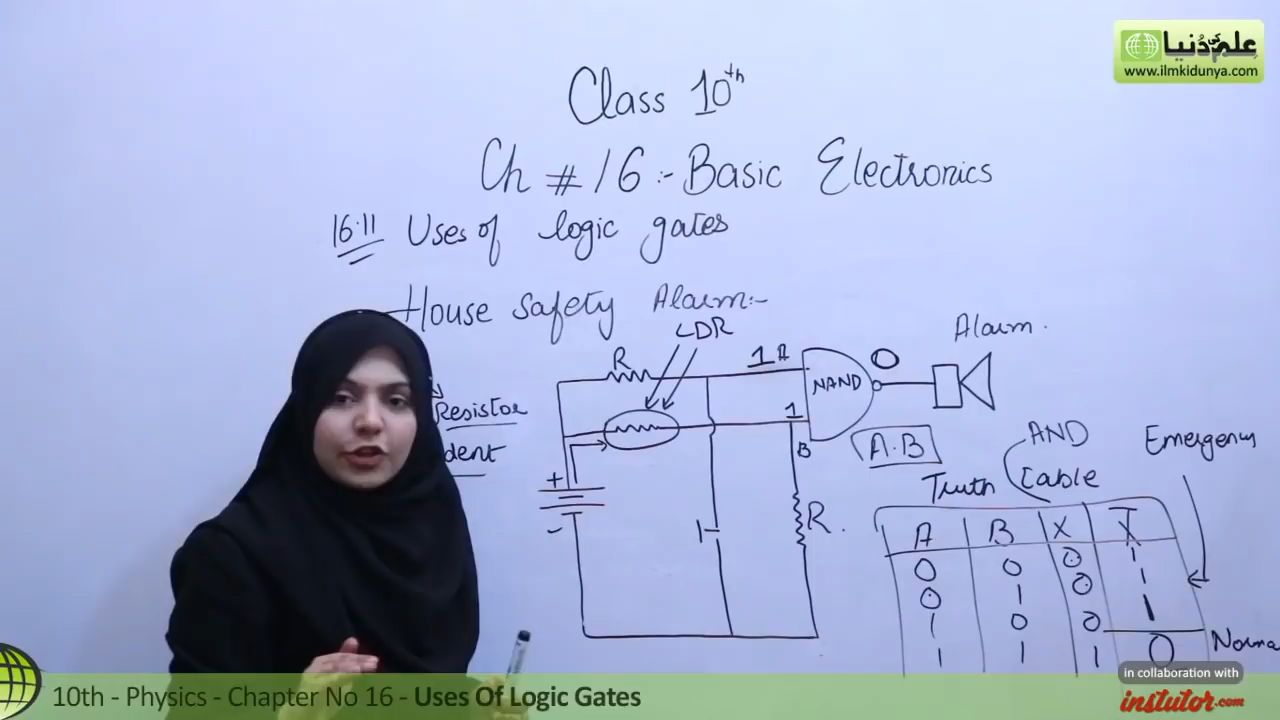 علم کی دنیا
www.ilmkidunya.com
Class 10th
Ch # 16 :- Basic Electronics
16.11 Uses of logic gates
House Safety Alarm:-
LDR
R
1 A
NAND
0
Alarm.
Resistor
dent
1
B
A.B
AND
Emergency
Truth Table
+
-
R.
A B X X̅
0 0 0 1
0 1 0 1
1 0 0 1
1 1 1 0
Norma
in collaboration with
instutor.com
10th - Physics - Chapter No 16 - Uses Of Logic Gates